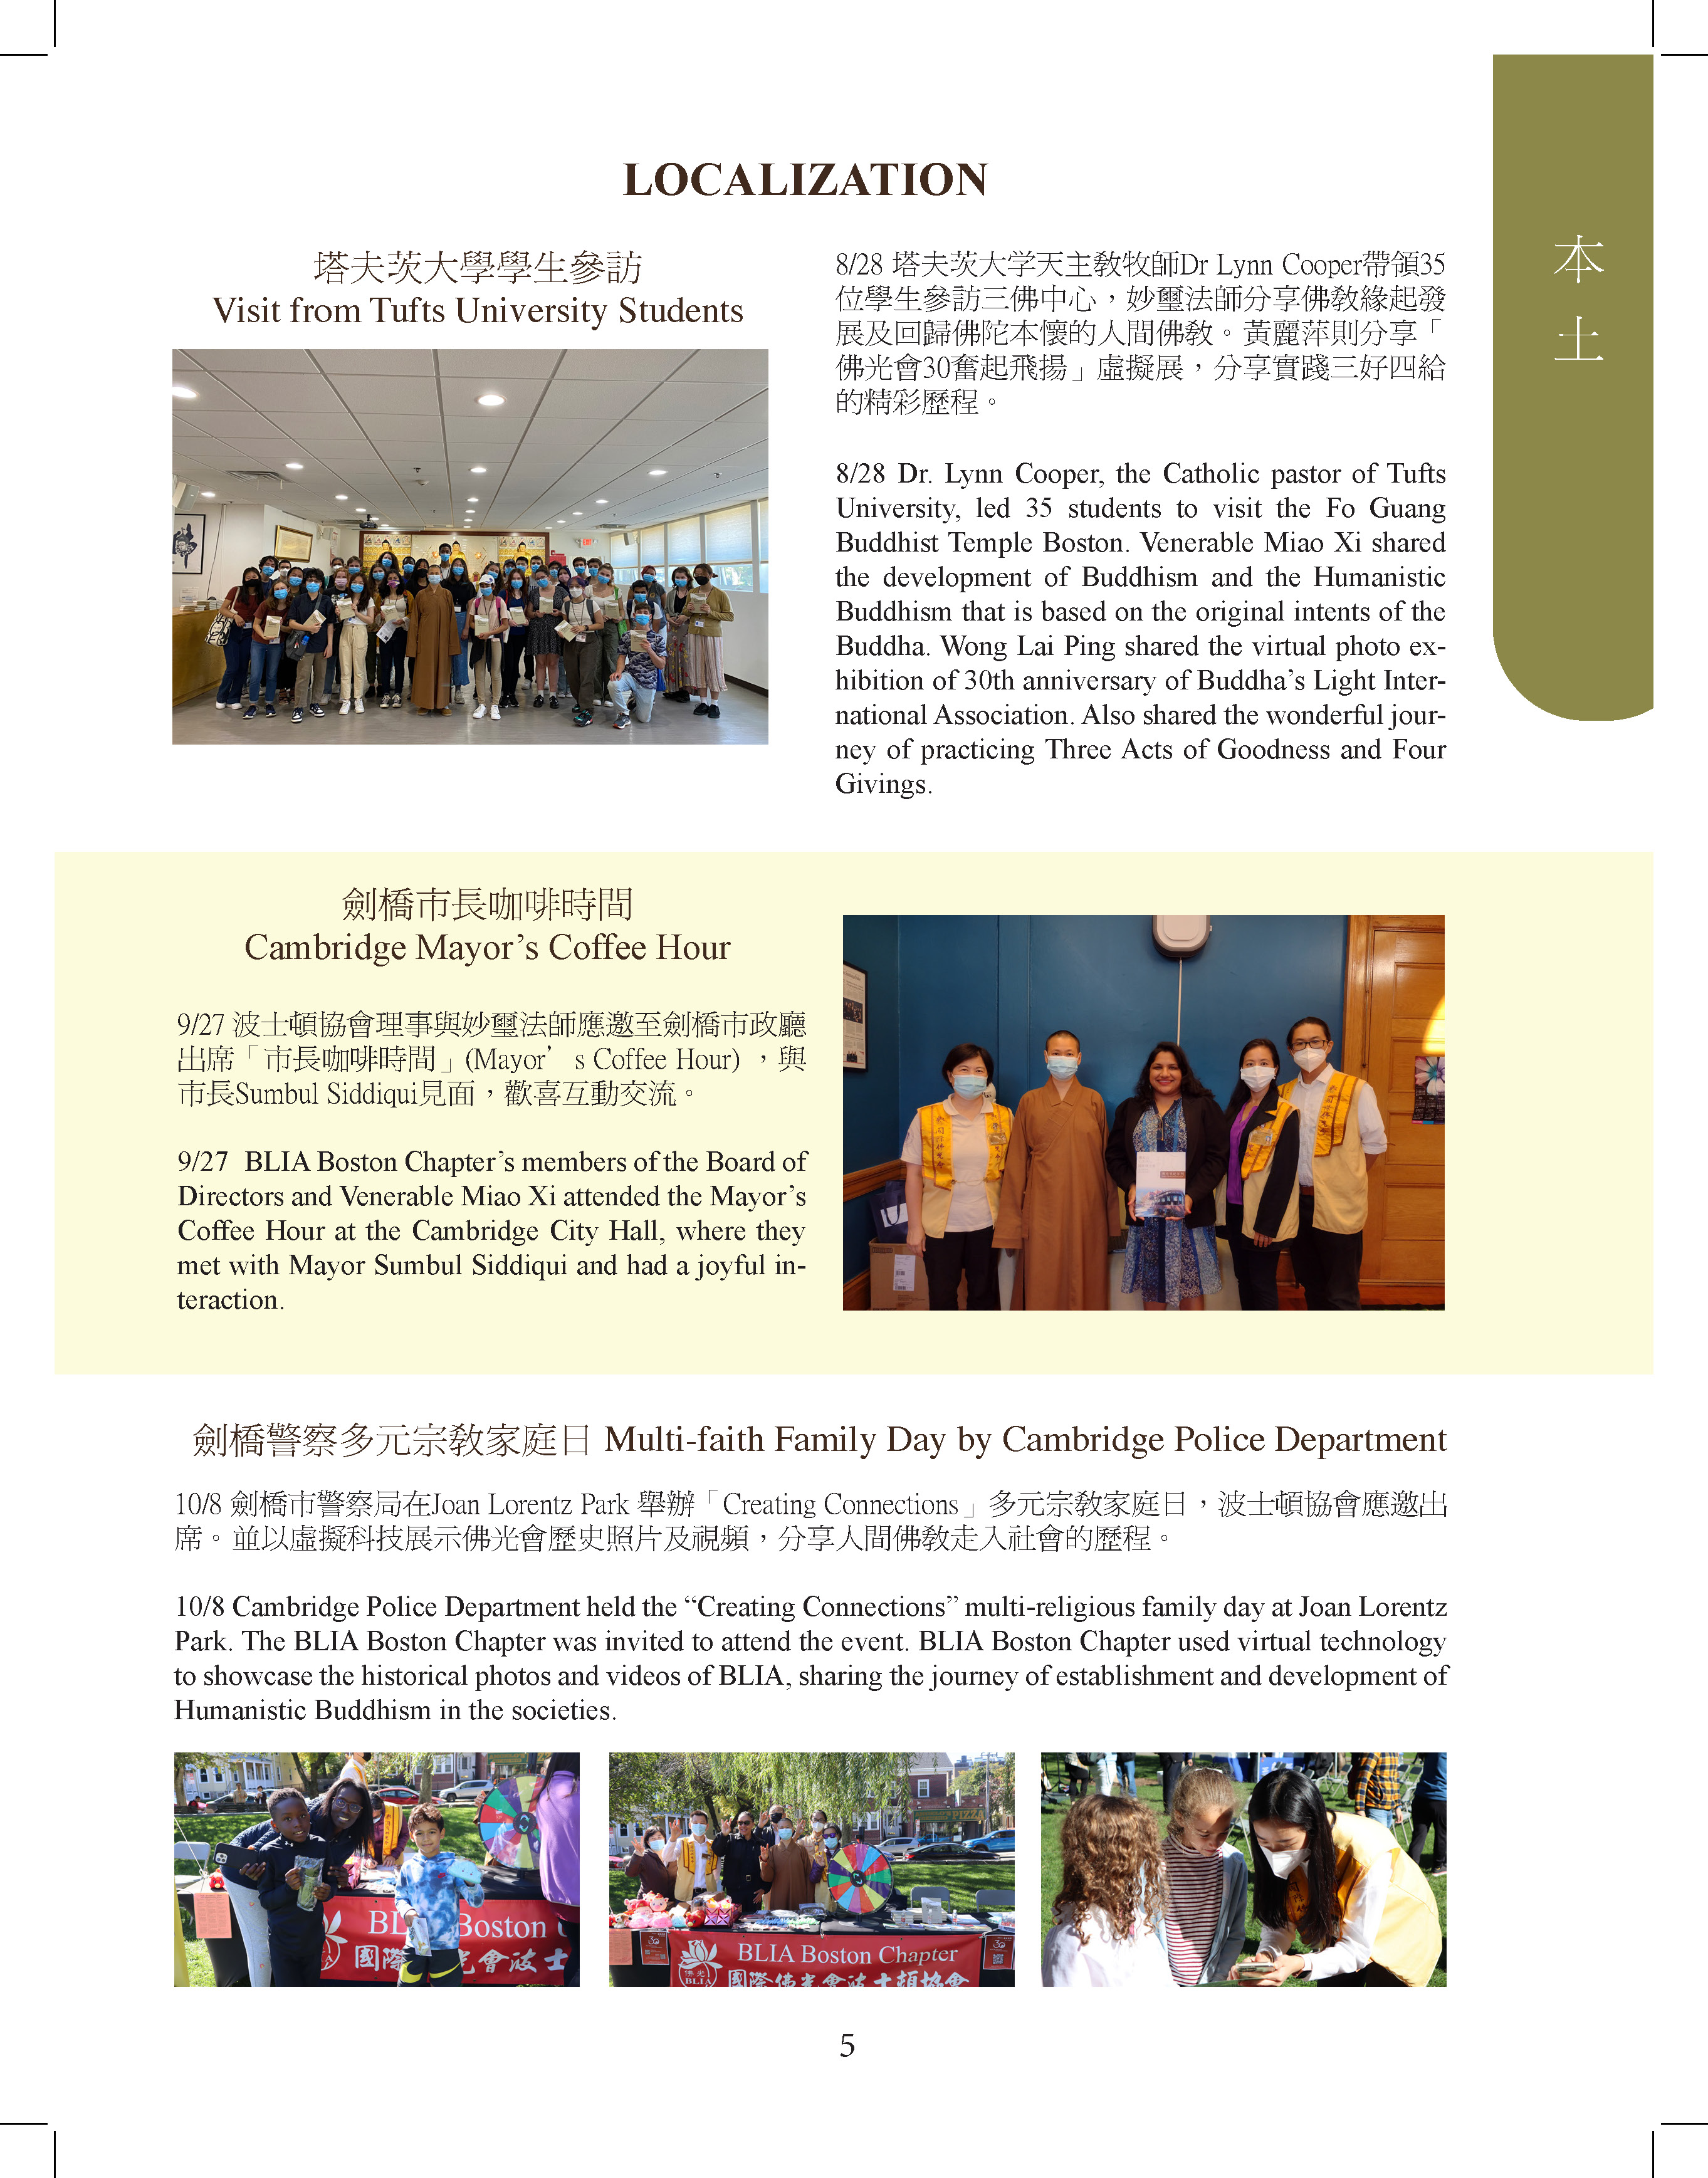 LOCALIZATION
本
土
塔夫茨大學學生參訪
Visit from Tufts University Students
8/28 塔夫茨大学天主教牧師Dr Lynn Cooper帶領35
位學生參訪三佛中心，妙璽法師分享佛教緣起發
展及回歸佛陀本懷的人間佛教。黃麗萍則分享「
佛光會30奮起飛揚」虛擬展，分享實踐三好四給
的精彩歷程。
8/28 Dr. Lynn Cooper, the Catholic pastor of Tufts
University, led 35 students to visit the Fo Guang
Buddhist Temple Boston. Venerable Miao Xi shared
the development of Buddhism and the Humanistic
Buddhism that is based on the original intents of the
Buddha. Wong Lai Ping shared the virtual photo ex-
hibition of 30th anniversary of Buddha’s Light Inter-
national Association. Also shared the wonderful jour-
ney of practicing Three Acts of Goodness and Four
Givings.
劍橋市長咖啡時間
Cambridge Mayor’s Coffee Hour
9/27 波士頓協會理事與妙璽法師應邀至劍橋市政廳
出席「市長咖啡時間」(Mayor’s Coffee Hour) ，與
市長Sumbul Siddiqui見面，歡喜互動交流。
9/27 BLIA Boston Chapter’s members of the Board of
Directors and Venerable Miao Xi attended the Mayor’s
Coffee Hour at the Cambridge City Hall, where they
met with Mayor Sumbul Siddiqui and had a joyful in-
teraction.
劍橋警察多元宗教家庭日 Multi-faith Family Day by Cambridge Police Department
10/8 劍橋市警察局在Joan Lorentz Park 舉辦「Creating Connections」多元宗教家庭日，波士頓協會應邀出
席。並以虛擬科技展示佛光會歷史照片及視頻，分享人間佛教走入社會的歷程。
10/8 Cambridge Police Department held the “Creating Connections” multi-religious family day at Joan Lorentz
Park. The BLIA Boston Chapter was invited to attend the event. BLIA Boston Chapter used virtual technology
to showcase the historical photos and videos of BLIA, sharing the journey of establishment and development of
Humanistic Buddhism in the societies.
Boston
國際 光會波士
PIZZA
BLIA Boston Chapter
國際佛光會波士頓協會
BLIA
5